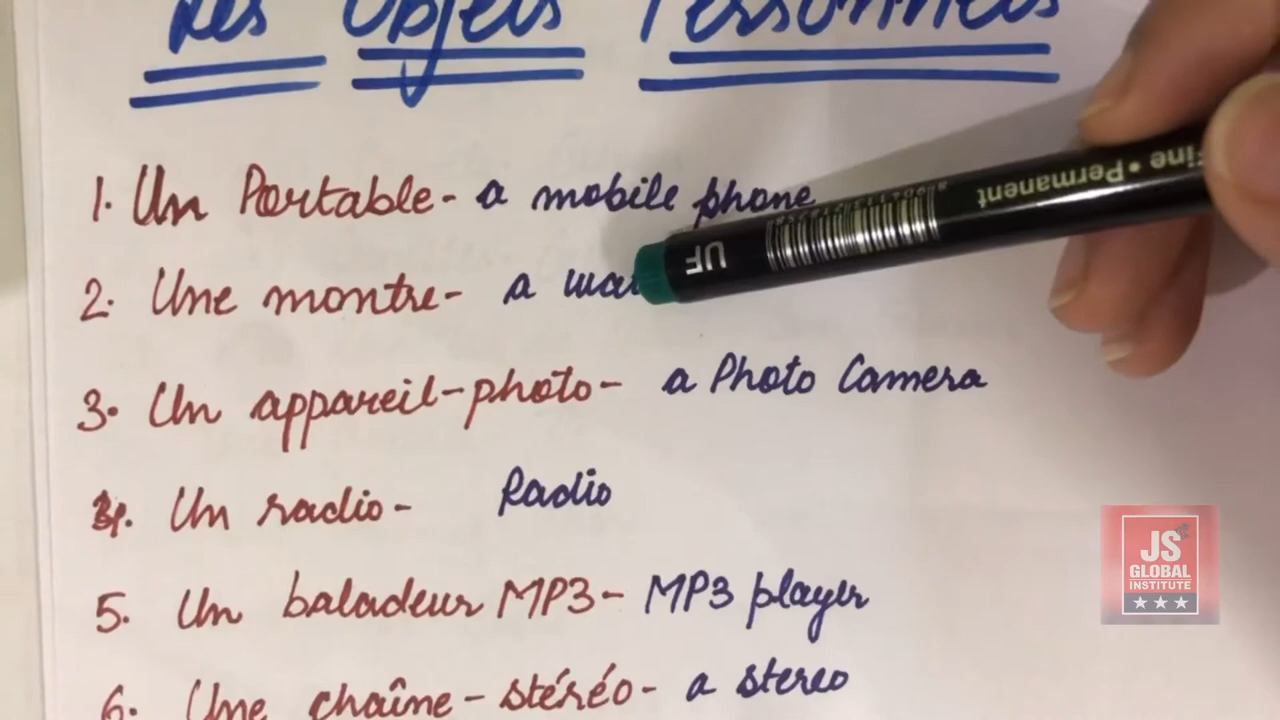 Les Objets Personnels
1. Un Portable - a mobile phone
2. Une montre - a
3. Un appareil-photo - a Photo Camera
4. Un radio - Radio
5. Un baladeur MP3 - MP3 player
6. Une chaîne-stéréo - a stereo
Fine • Permanent
UF
JS
GLOBAL
INSTITUTE